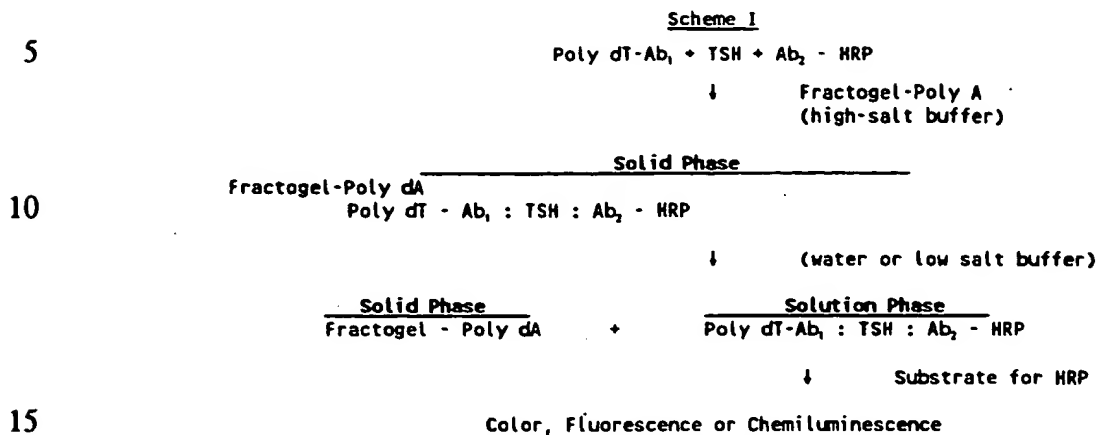 Scheme I
5 Poly dT-Ab₁ + TSH + Ab₂ - HRP
↓ Fractogel-Poly A
(high-salt buffer)
Solid Phase
Fractogel-Poly dA
10 Poly dT - Ab₁ : TSH : Ab₂ - HRP
↓ (water or low salt buffer)
Solid Phase Solution Phase
Fractogel - Poly dA + Poly dT-Ab₁ : TSH : Ab₂ - HRP
↓ Substrate for HRP
15 Color, Fluorescence or Chemiluminescence